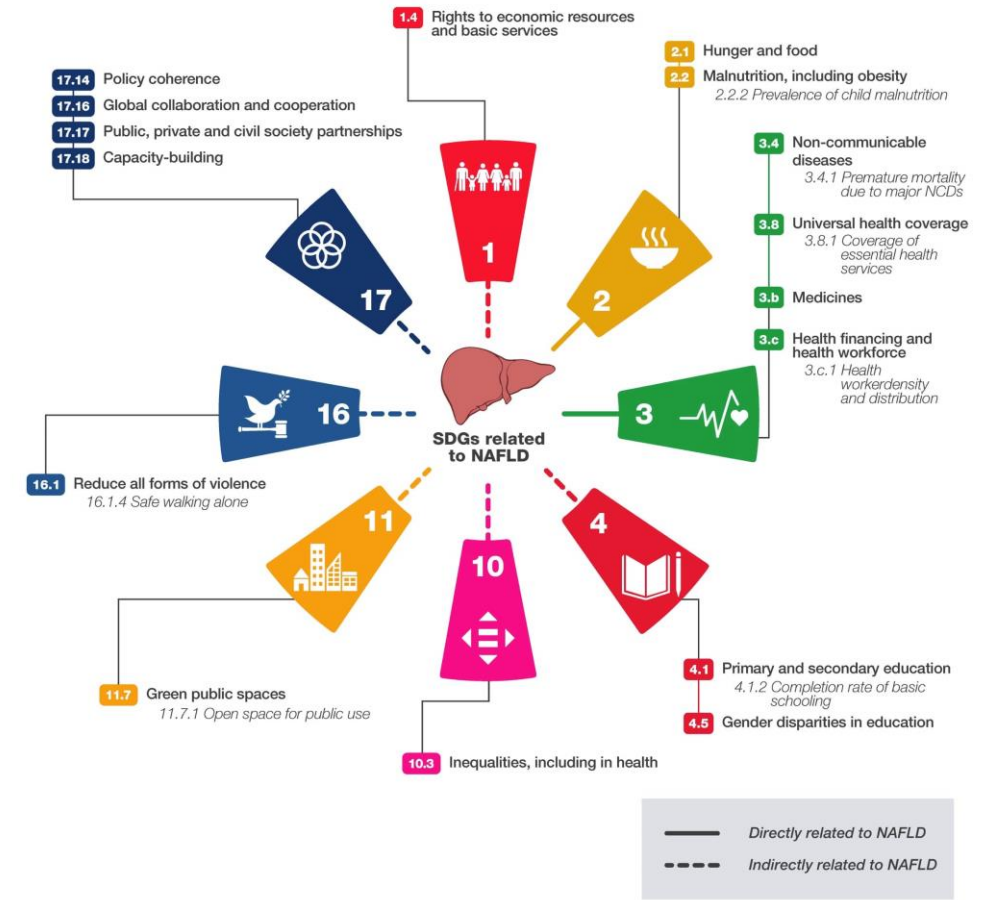 1.4 Rights to economic resources
and basic services
2.1 Hunger and food
2.2 Malnutrition, including obesity
2.2.2 Prevalence of child malnutrition
17.14 Policy coherence
17.16 Global collaboration and cooperation
17.17 Public, private and civil society partnerships
17.18 Capacity-building
3.4 Non-communicable
diseases
3.4.1 Premature mortality
due to major NCDs
3.8 Universal health coverage
3.8.1 Coverage of
essential health
services
3.b Medicines
3.c Health financing and
health workforce
3.c.1 Health
workerdensity
and distribution
1
2
17
3
16
SDGs related
to NAFLD
16.1 Reduce all forms of violence
16.1.4 Safe walking alone
11
4
10
4.1 Primary and secondary education
4.1.2 Completion rate of basic
schooling
4.5 Gender disparities in education
11.7 Green public spaces
11.7.1 Open space for public use
10.3 Inequalities, including in health
Directly related to NAFLD
Indirectly related to NAFLD